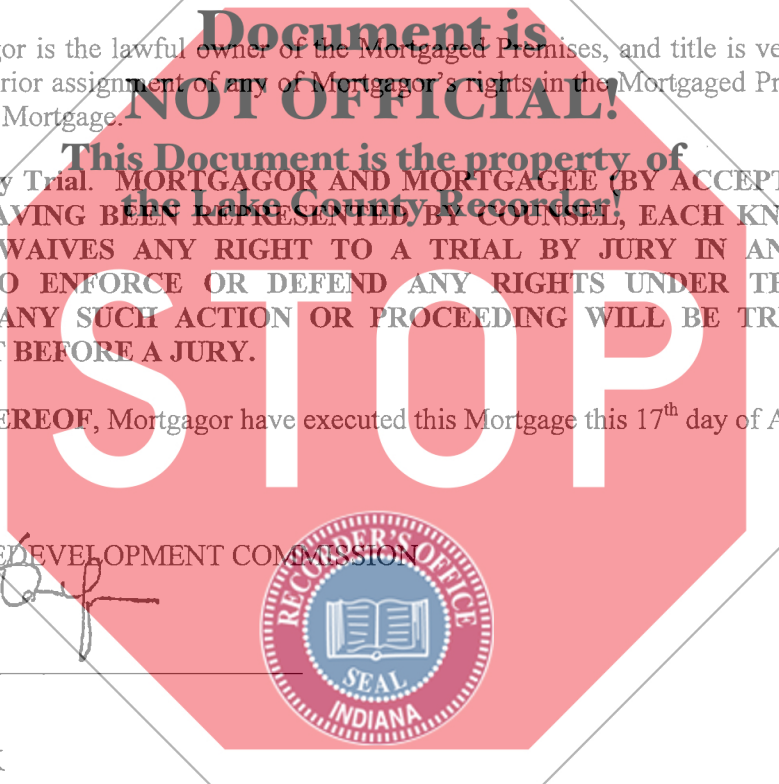 Document is
gor is the lawful owner of the Mortgaged Premises, and title is ve
rior assignment of any of Mortgagor's rights in the Mortgaged Pr
NOT OFFICIAL!
Mortgage.
This Document is the property of
y Trial. MORTGAGOR AND MORTGAGEE (BY ACCEPT
the Lake County Recorder!
AVING BEEN REPRESENTED BY COUNSEL, EACH KN
WAIVES ANY RIGHT TO A TRIAL BY JURY IN AN
O ENFORCE OR DEFEND ANY RIGHTS UNDER TH
ANY SUCH ACTION OR PROCEEDING WILL BE TR
T BEFORE A JURY.
STOP
EREOF, Mortgagor have executed this Mortgage this 17th day of A
EDEVELOPMENT COMMISSION
RECORDER'S OFFICE
SEAL
INDIANA